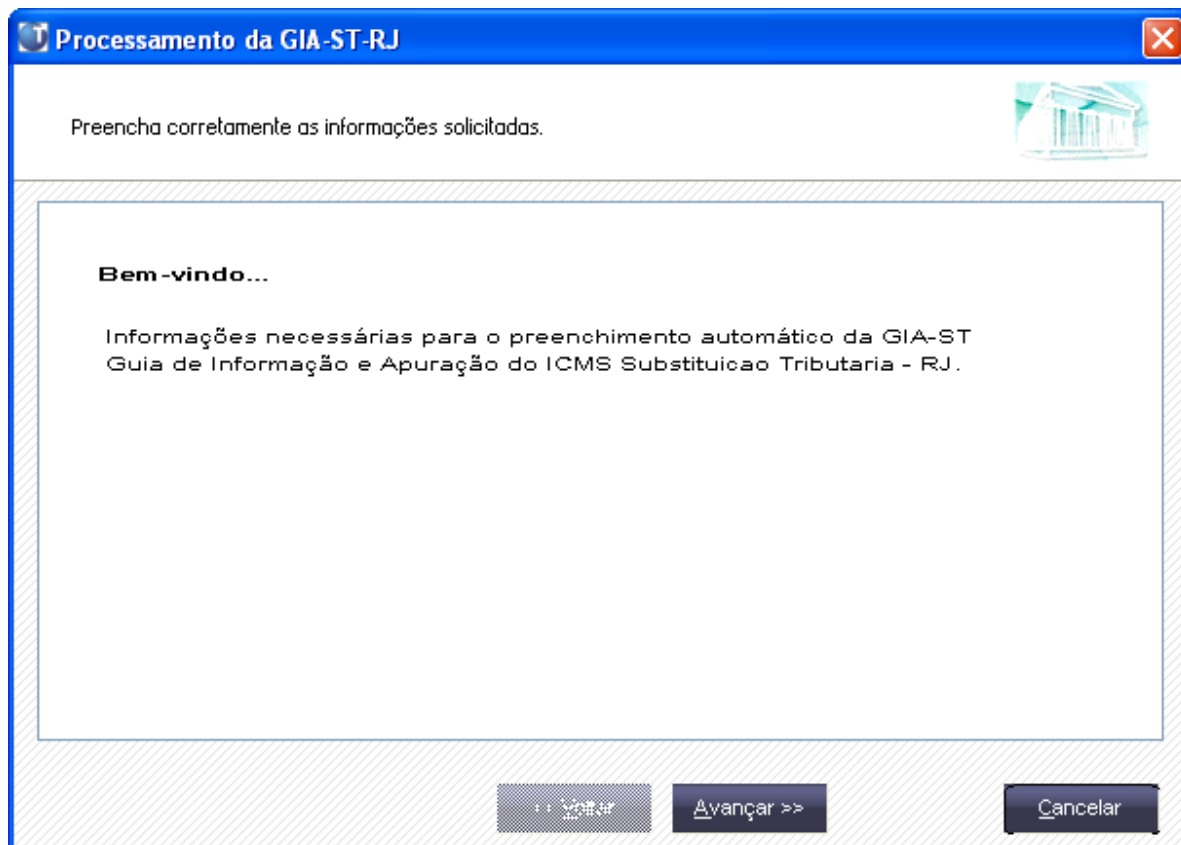 Processamento da GIA-ST-RJ
Preencha corretamente as informações solicitadas.
Bem-vindo...
Informações necessárias para o preenchimento automático da GIA-ST
Guia de Informação e Apuração do ICMS Substituicao Tributaria - RJ.
<< Voltar Avançar >> Cancelar